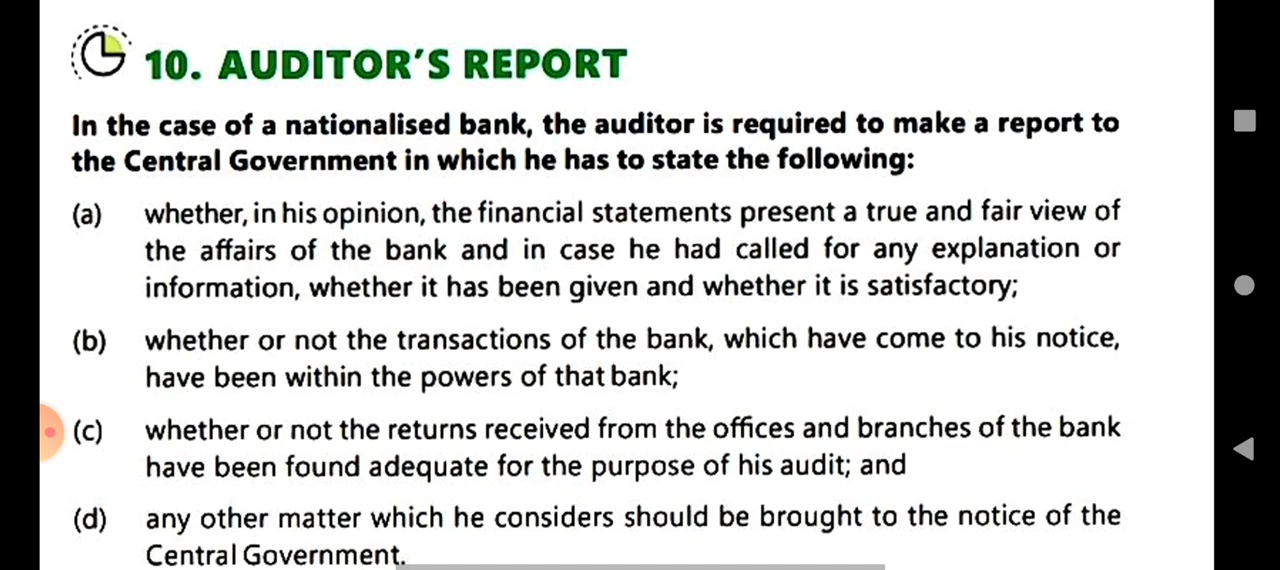 10. AUDITOR'S REPORT
In the case of a nationalised bank, the auditor is required to make a report to
the Central Government in which he has to state the following:
(a) whether, in his opinion, the financial statements present a true and fair view of
the affairs of the bank and in case he had called for any explanation or
information, whether it has been given and whether it is satisfactory;
(b) whether or not the transactions of the bank, which have come to his notice,
have been within the powers of that bank;
(c) whether or not the returns received from the offices and branches of the bank
have been found adequate for the purpose of his audit; and
(d) any other matter which he considers should be brought to the notice of the
Central Government.